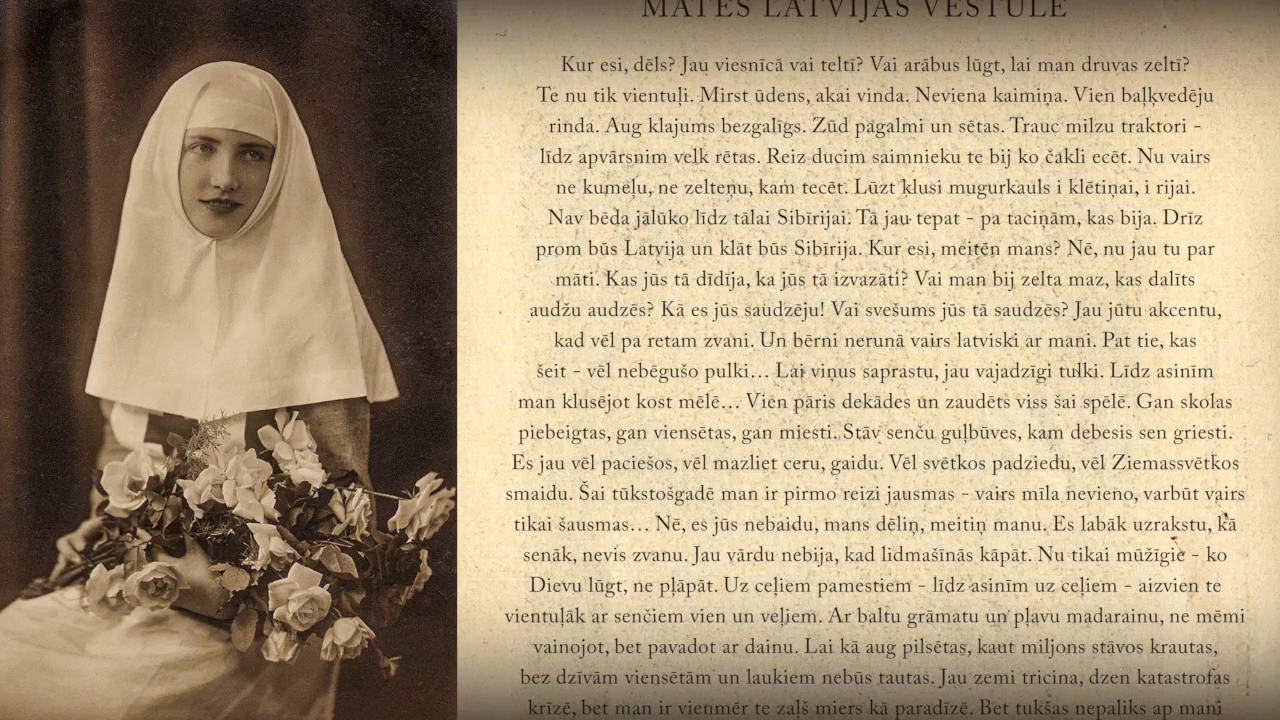 MĀTES LATVIJAS VĒSTULE
Kur esi, dēls? Jau viesnīcā vai teltī? Vai arābus lūgt, lai man druvas zeltī?
Te nu tik vientuļi. Mirst ūdens, akai vinda. Neviena kaimiņa. Vien baļķvedēju
rinda. Aug klajums bezgalīgs. Zūd pagalmi un sētas. Trauc milzu traktori -
līdz apvārsnim velk rētas. Reiz ducim saimnieku te bij ko čakli ecēt. Nu vairs
ne kumeļu, ne zelteņu, kam tecēt. Lūzt klusi mugurkauls i klētiņai, i rijai.
Nav bēda jālūko līdz tālai Sibīrijai. Tā jau tepat - pa taciņām, kas bija. Drīz
prom būs Latvija un klāt būs Sibīrija. Kur esi, meitēn mans? Nē, nu jau tu par
māti. Kas jūs tā dīdīja, ka jūs tā izvazāti? Vai man bij zelta maz, kas dalīts
audžu audzēs? Kā es jūs saudzēju! Vai svešums jūs tā saudzēs? Jau jūtu akcentu,
kad vēl pa retam zvani. Un bērni nerunā vairs latviski ar mani. Pat tie, kas
šeit - vēl nebēgušo pulki... Lai viņus saprastu, jau vajadzīgi tulki. Līdz asinīm
man klusējot kost mēlē... Vien pāris dekādes un zaudēts viss šai spēlē. Gan skolas
piebeigtas, gan viensētas, gan miesti. Stāv senču guļbūves, kam debesis sen griesti.
Es jau vēl paciešos, vēl mazliet ceru, gaidu. Vēl svētkos padziedu, vēl Ziemassvētkos
smaidu. Šai tūkstošgadē man ir pirmo reizi jausmas - vairs mīla nevieno, varbūt vairs
tikai šausmas... Nē, es jūs nebaidu, mans dēliņ, meitiņ manu. Es labāk uzrakstu, kā
senāk, nevis zvanu. Jau vārdu nebija, kad lidmašīnās kāpāt. Nu tikai mūžīgie - ko
Dievu lūgt, ne pļāpāt. Uz ceļiem pamestiem - līdz asinīm uz ceļiem - aizvien te
vientuļāk ar senčiem vien un veļiem. Ar baltu grāmatu un pļavu madarainu, ne mēmi
vainojot, bet pavadot ar dainu. Lai kā aug pilsētas, kaut miljons stāvos krautas,
bez dzīvām viensētām un laukiem nebūs tautas. Jau zemi tricina, dzen katastrofas
krīzē, bet man ir vienmēr te zaļš miers kā paradīzē. Bet tukšas nepaliks ap mani